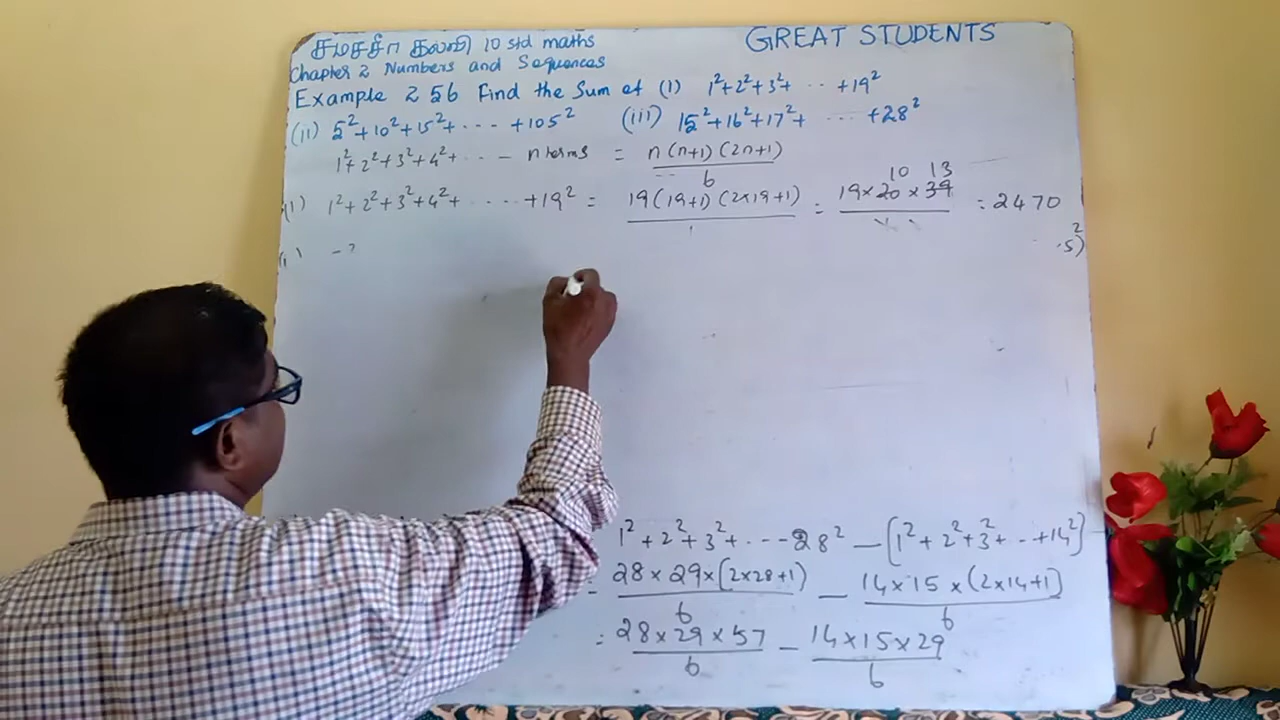 சமச்சீர் கல்வி 10 std maths
GREAT STUDENTS
Chapter 2 Numbers and Sequences
Example 2 56 Find the Sum of (i) 1²+2²+3²+ ·· +19²
(ii) 5²+10²+15²+ ···· +105² (iii) 15²+16²+17²+ ··· +28²
1²+2²+3²+4²+ ··· - n terms = n(n+1)(2n+1)
6
10 13
(i) 1²+2²+3²+4²+ ····· +19² = 19(19+1)(2×19+1) = 19×20×39 = 2470
1²+2²+3²+···--28² — [1²+2²+3²+··+14²]
= 28×29×[2×28+1) — 14×15×(2×14+1)
6 6
= 28×29×57 — 14×15×29
6 6